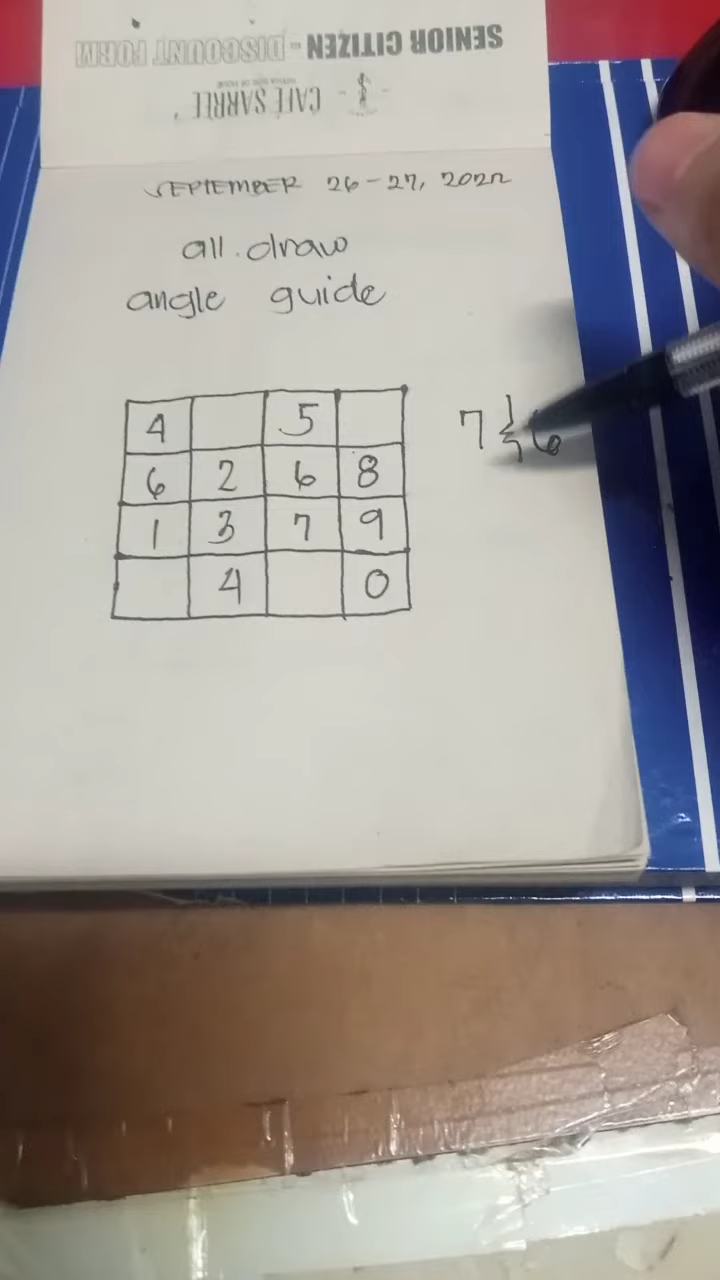 SENIOR CITIZEN - DISCOUNT FORM
CAFÉ SARREE
SEPTEMBER 26-27, 2022
all draw
angle guide
4 5
6 2 6 8
1 3 7 9
4 0
7 6